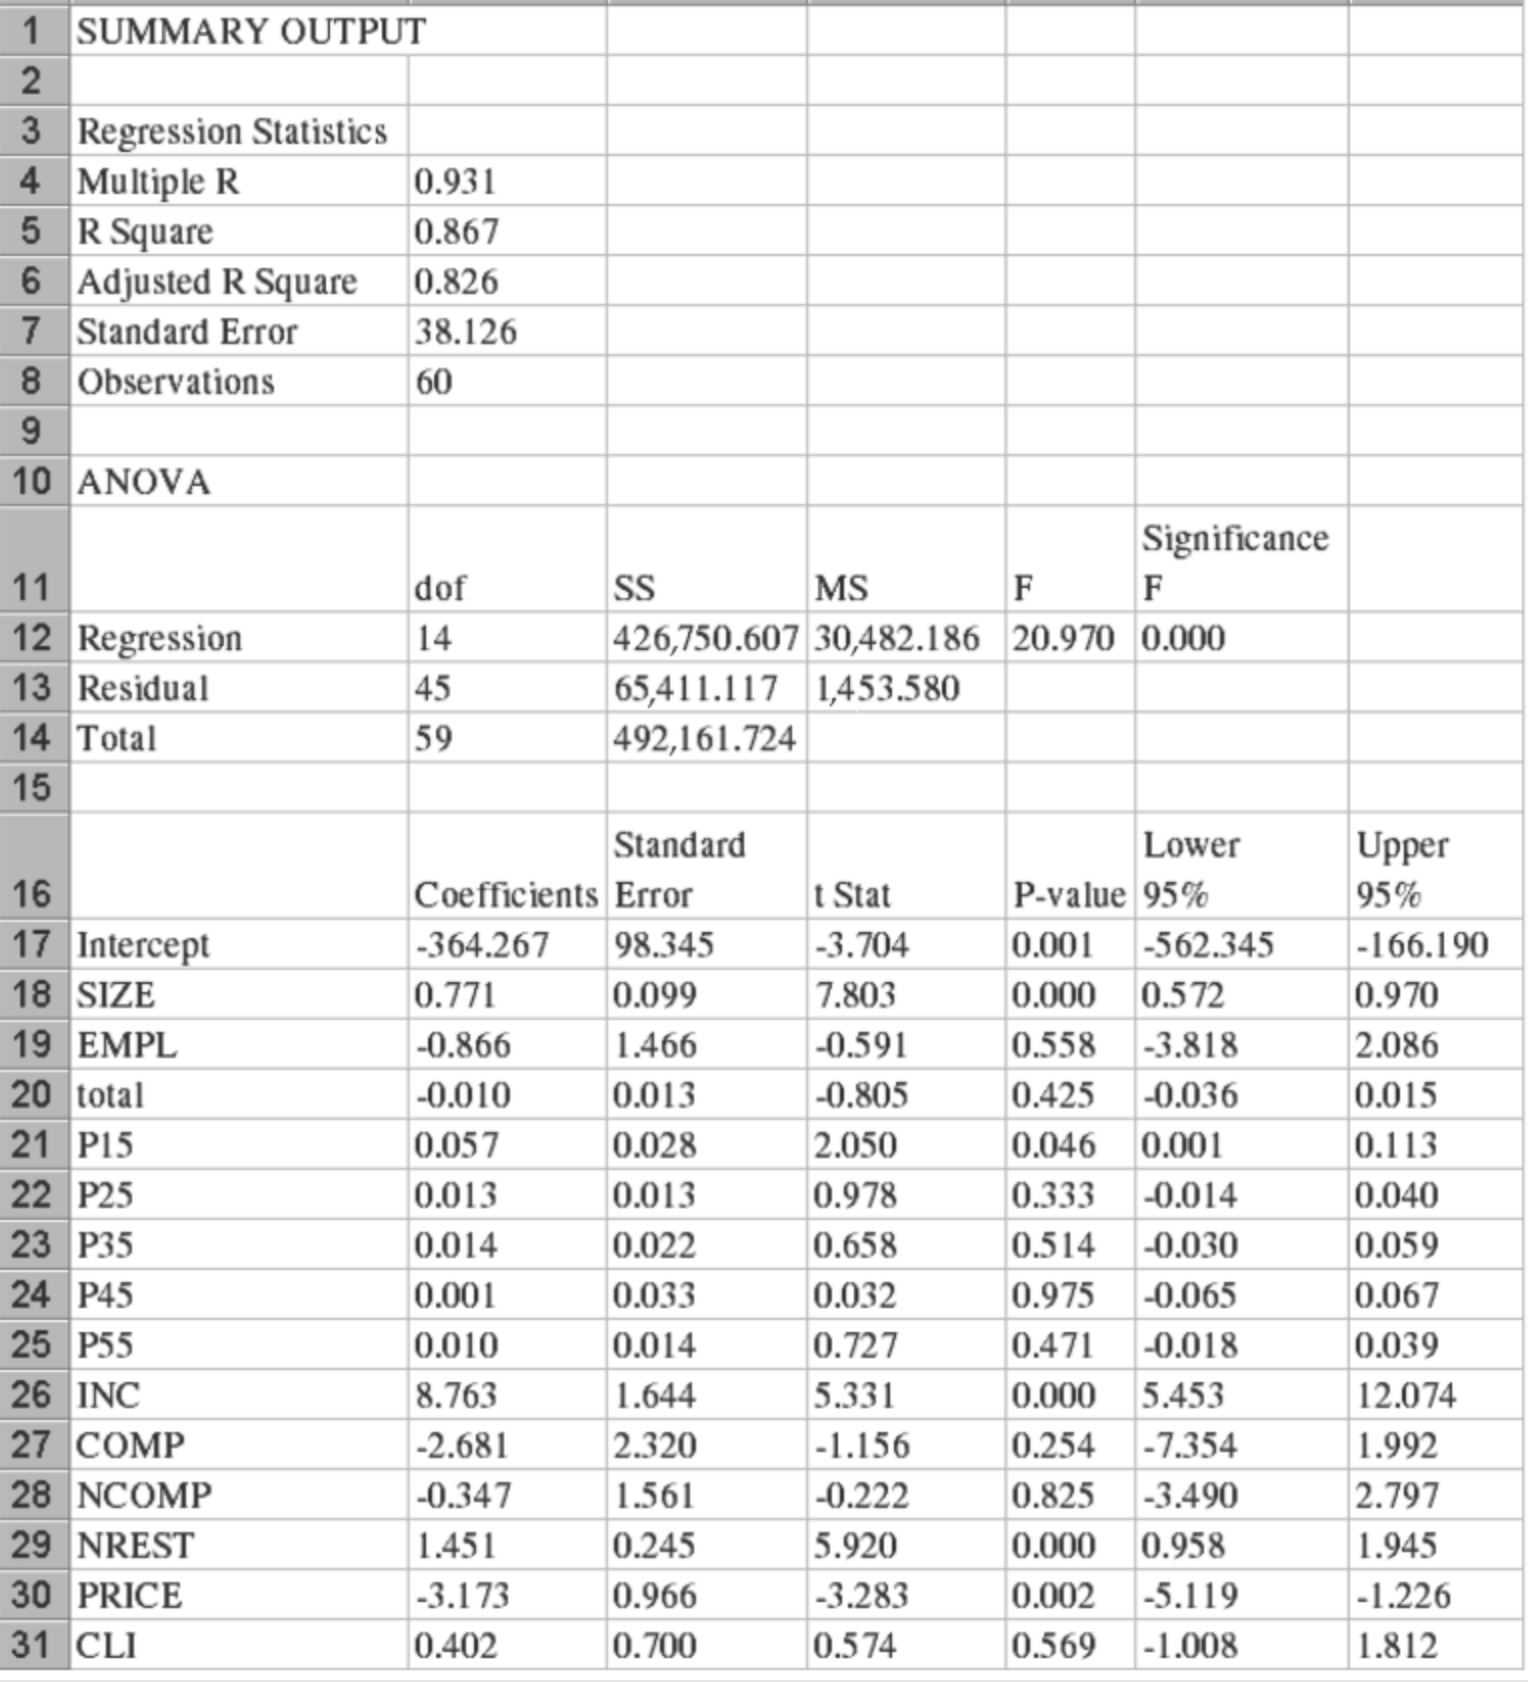 1 SUMMARY OUTPUT
2
3 Regression Statistics
4 Multiple R 0.931
5 R Square 0.867
6 Adjusted R Square 0.826
7 Standard Error 38.126
8 Observations 60
9
10 ANOVA
11 dof SS MS F Significance F
12 Regression 14 426,750.607 30,482.186 20.970 0.000
13 Residual 45 65,411.117 1,453.580
14 Total 59 492,161.724
15
16 Coefficients Standard Error t Stat P-value Lower 95% Upper 95%
17 Intercept -364.267 98.345 -3.704 0.001 -562.345 -166.190
18 SIZE 0.771 0.099 7.803 0.000 0.572 0.970
19 EMPL -0.866 1.466 -0.591 0.558 -3.818 2.086
20 total -0.010 0.013 -0.805 0.425 -0.036 0.015
21 P15 0.057 0.028 2.050 0.046 0.001 0.113
22 P25 0.013 0.013 0.978 0.333 -0.014 0.040
23 P35 0.014 0.022 0.658 0.514 -0.030 0.059
24 P45 0.001 0.033 0.032 0.975 -0.065 0.067
25 P55 0.010 0.014 0.727 0.471 -0.018 0.039
26 INC 8.763 1.644 5.331 0.000 5.453 12.074
27 COMP -2.681 2.320 -1.156 0.254 -7.354 1.992
28 NCOMP -0.347 1.561 -0.222 0.825 -3.490 2.797
29 NREST 1.451 0.245 5.920 0.000 0.958 1.945
30 PRICE -3.173 0.966 -3.283 0.002 -5.119 -1.226
31 CLI 0.402 0.700 0.574 0.569 -1.008 1.812